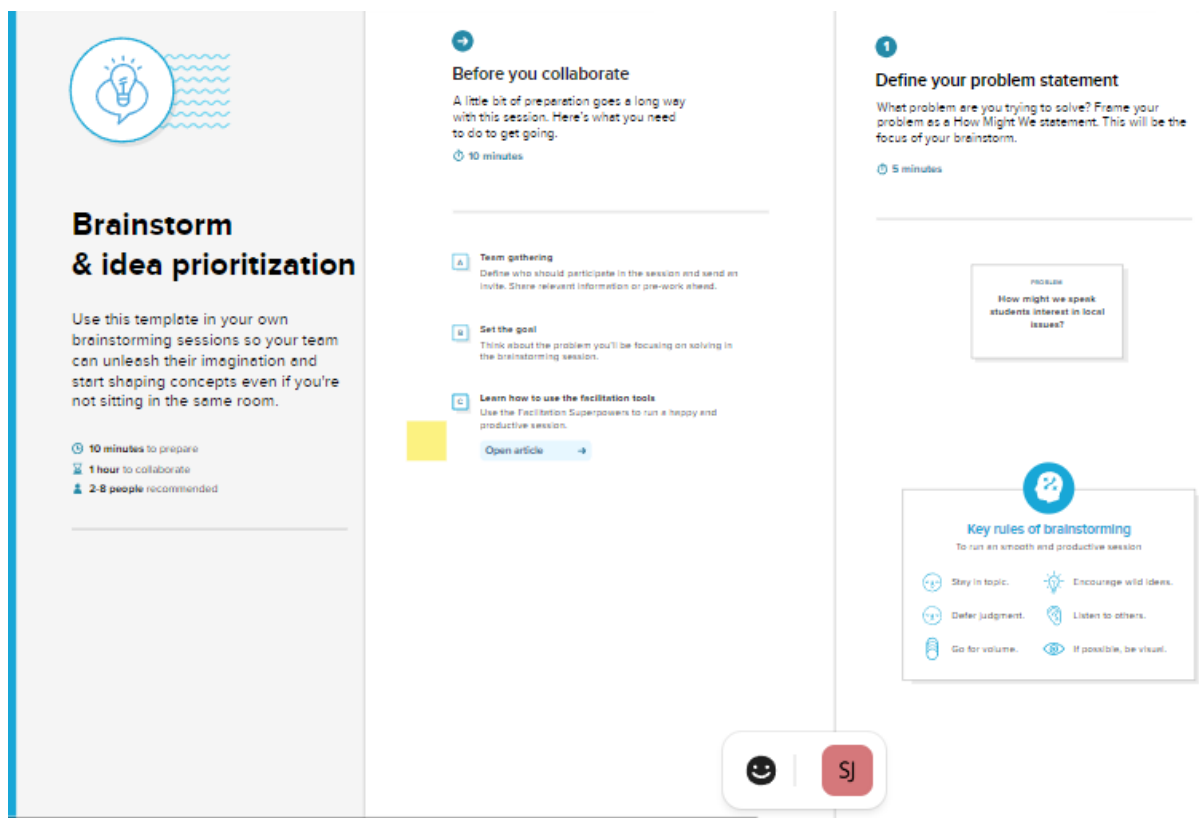 Brainstorm
& idea prioritization
Use this template in your own
brainstorming sessions so your team
can unleash their imagination and
start shaping concepts even if you're
not sitting in the same room.
10 minutes to prepare
1 hour to collaborate
2-8 people recommended
Before you collaborate
A little bit of preparation goes a long way
with this session. Here's what you need
to do to get going.
10 minutes
A
Team gathering
Define who should participate in the session and send an
invite. Share relevant information or pre-work ahead.
B
Set the goal
Think about the problem you'll be focusing on solving in
the brainstorming session.
C
Learn how to use the facilitation tools
Use the Facilitation Superpowers to run a happy and
productive session.
Open article
1
Define your problem statement
What problem are you trying to solve? Frame your
problem as a How Might We statement. This will be the
focus of your brainstorm.
5 minutes
PROBLEM
How might we speak
students interest in local
issues?
Key rules of brainstorming
To run an smooth and productive session
Stay in topic.
Encourage wild ideas.
Defer judgment.
Listen to others.
Go for volume.
If possible, be visual.
SJ